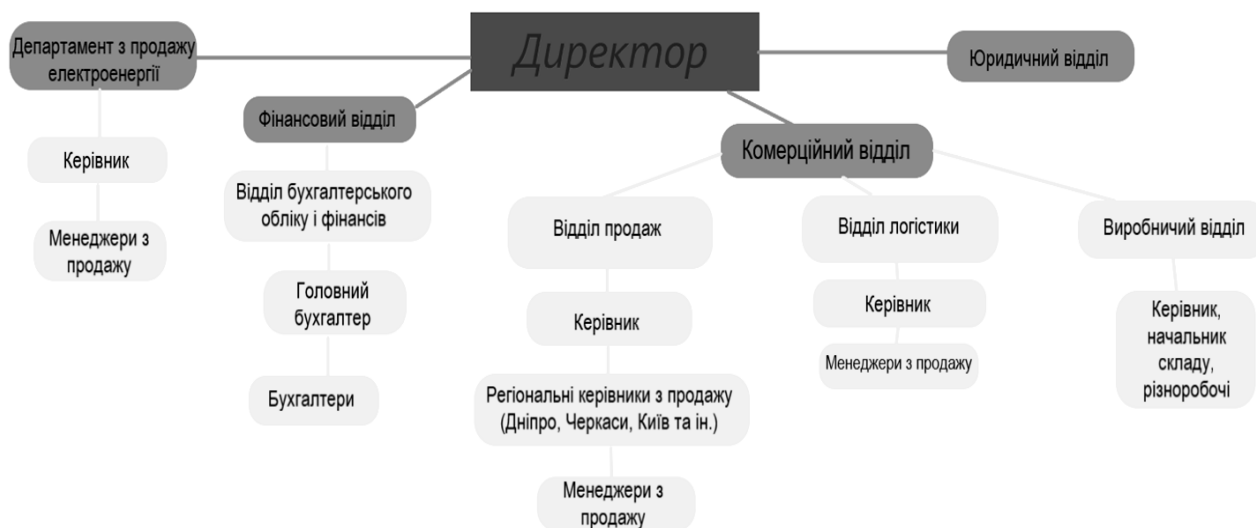 Директор
Департамент з продажу
електроенергії
Керівник
Менеджери з
продажу
Фінансовий відділ
Відділ бухгалтерського
обліку і фінансів
Головний
бухгалтер
Бухгалтери
Комерційний відділ
Відділ продаж
Керівник
Регіональні керівники з продажу
(Дніпро, Черкаси, Київ та ін.)
Менеджери з
продажу
Відділ логістики
Керівник
Менеджери з продажу
Виробничий відділ
Керівник,
начальник
складу,
різноробочі
Юридичний відділ